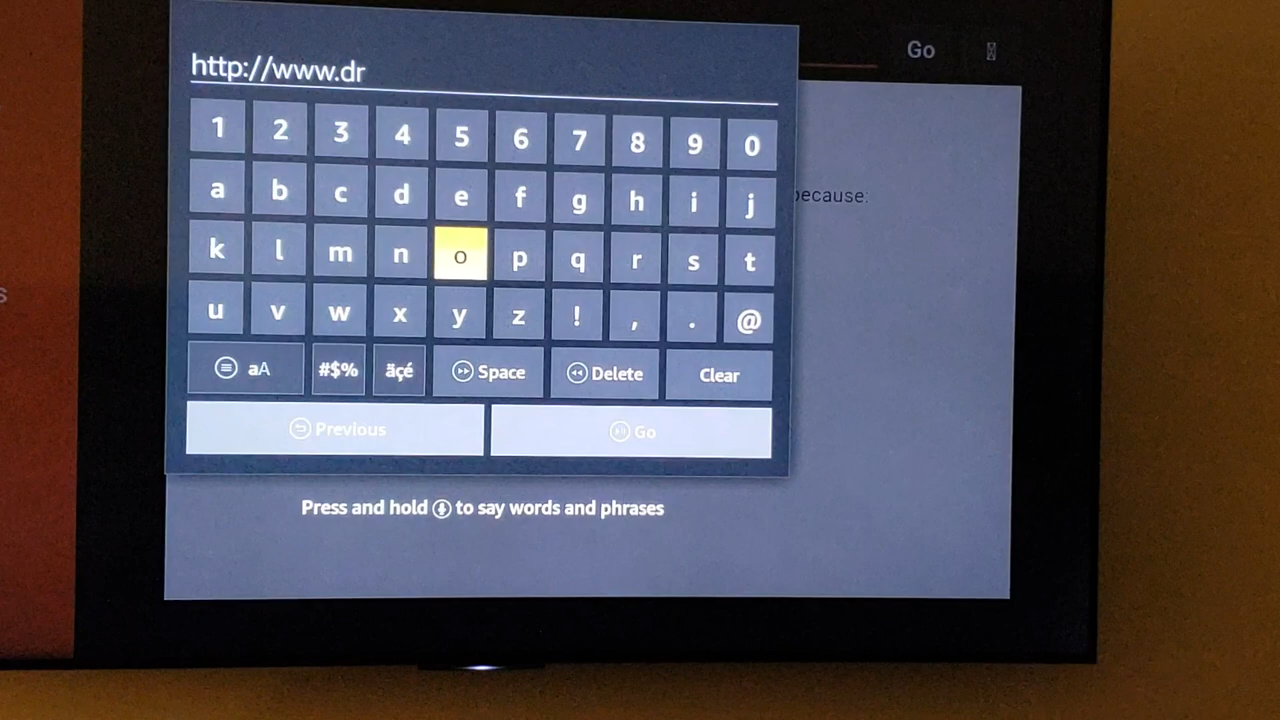 http://www.dr
Go
1 2 3 4 5 6 7 8 9 0
a b c d e f g h i j
because:
k l m n o p q r s t
s
u v w x y z ! , . @
aA #$% äçé Space Delete Clear
Previous Go
Press and hold to say words and phrases